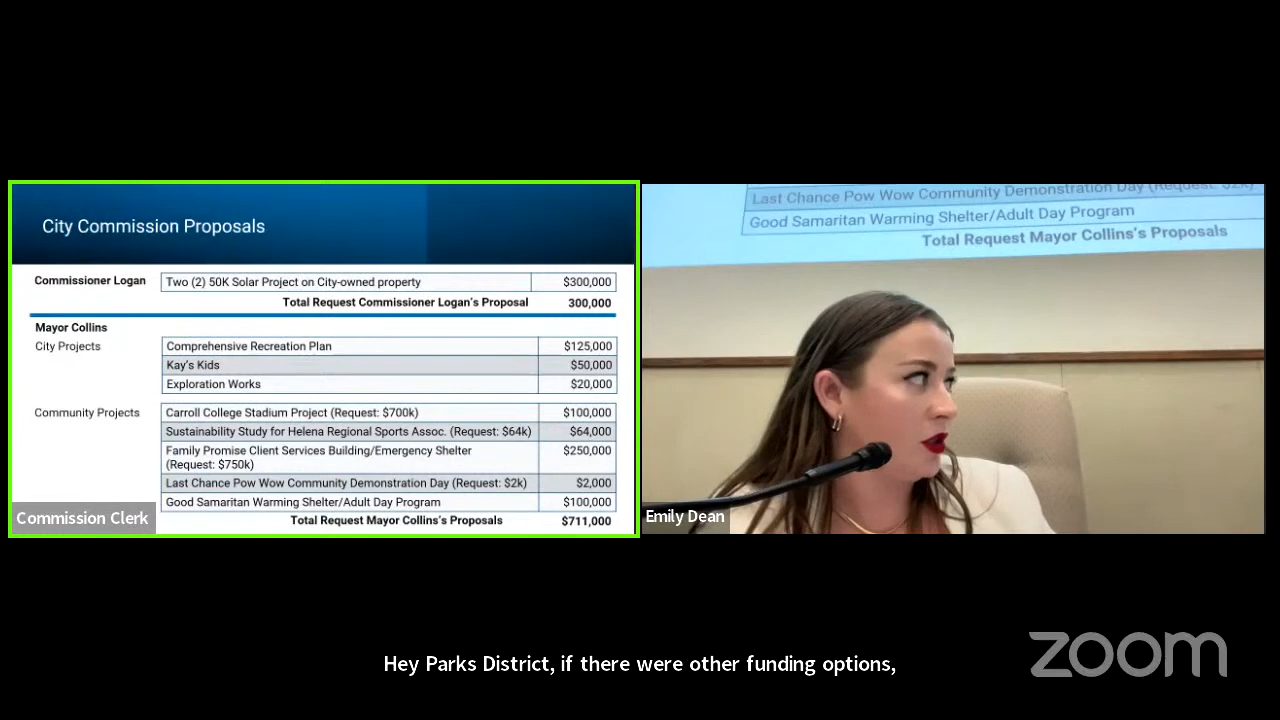 City Commission Proposals
Commissioner Logan
Two (2) 50K Solar Project on City-owned property $300,000
Total Request Commissioner Logan's Proposal 300,000
Mayor Collins
City Projects
Comprehensive Recreation Plan $125,000
Kay's Kids $50,000
Exploration Works $20,000
Community Projects
Carroll College Stadium Project (Request: $700k) $100,000
Sustainability Study for Helena Regional Sports Assoc. (Request: $64k) $64,000
Family Promise Client Services Building/Emergency Shelter
(Request: $750k) $250,000
Last Chance Pow Wow Community Demonstration Day (Request: $2k) $2,000
Good Samaritan Warming Shelter/Adult Day Program $100,000
Total Request Mayor Collins's Proposals $711,000
Commission Clerk
Last Chance Pow Wow Community Demonstration Day (Request: $2k)
Good Samaritan Warming Shelter/Adult Day Program
Total Request Mayor Collins's Proposals
Emily Dean
Hey Parks District, if there were other funding options,
zoom